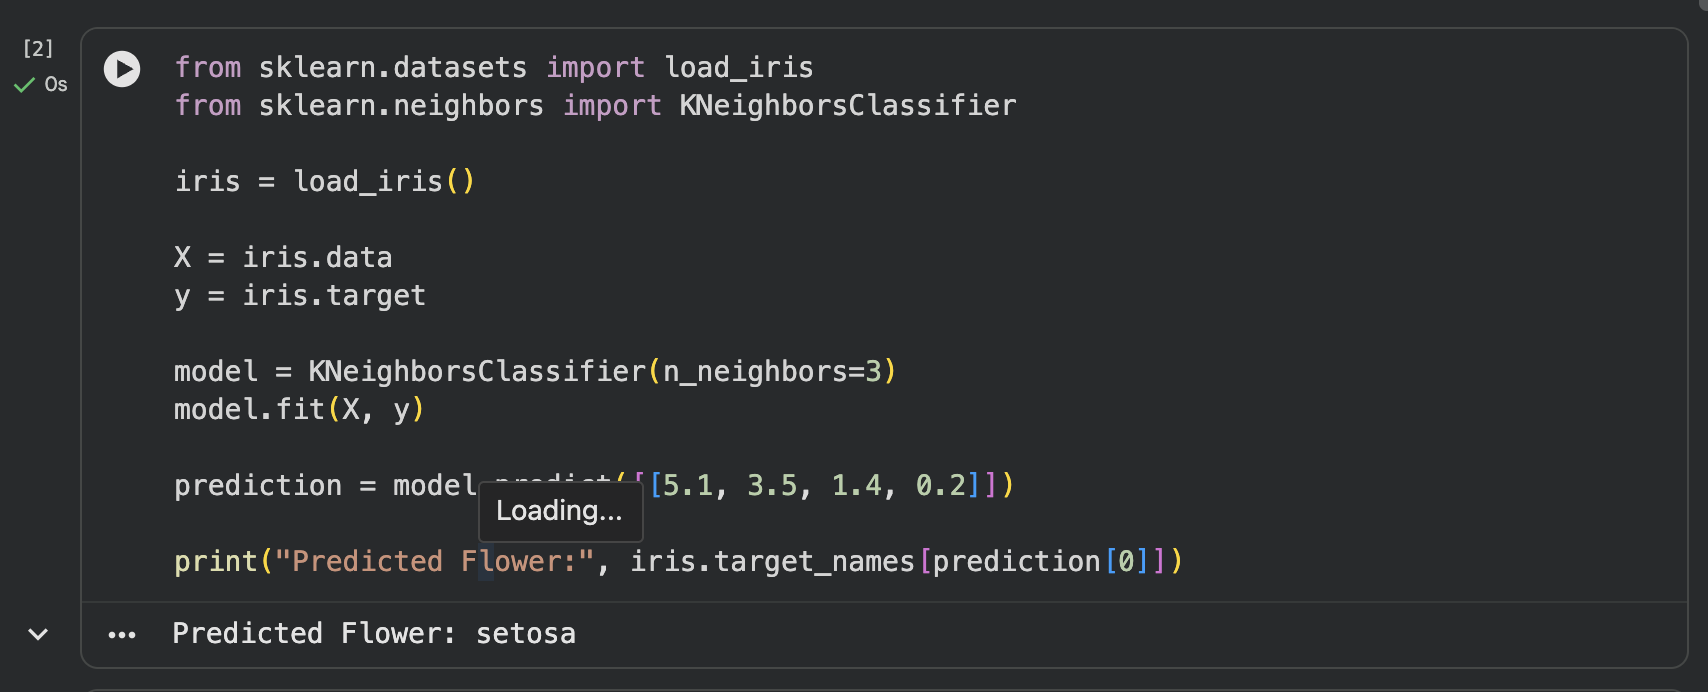 [2]
0s
from sklearn.datasets import load_iris
from sklearn.neighbors import KNeighborsClassifier
iris = load_iris()
X = iris.data
y = iris.target
model = KNeighborsClassifier(n_neighbors=3)
model.fit(X, y)
prediction = model.predict([[5.1, 3.5, 1.4, 0.2]])
Loading...
print("Predicted Flower:", iris.target_names[prediction[0]])
Predicted Flower: setosa